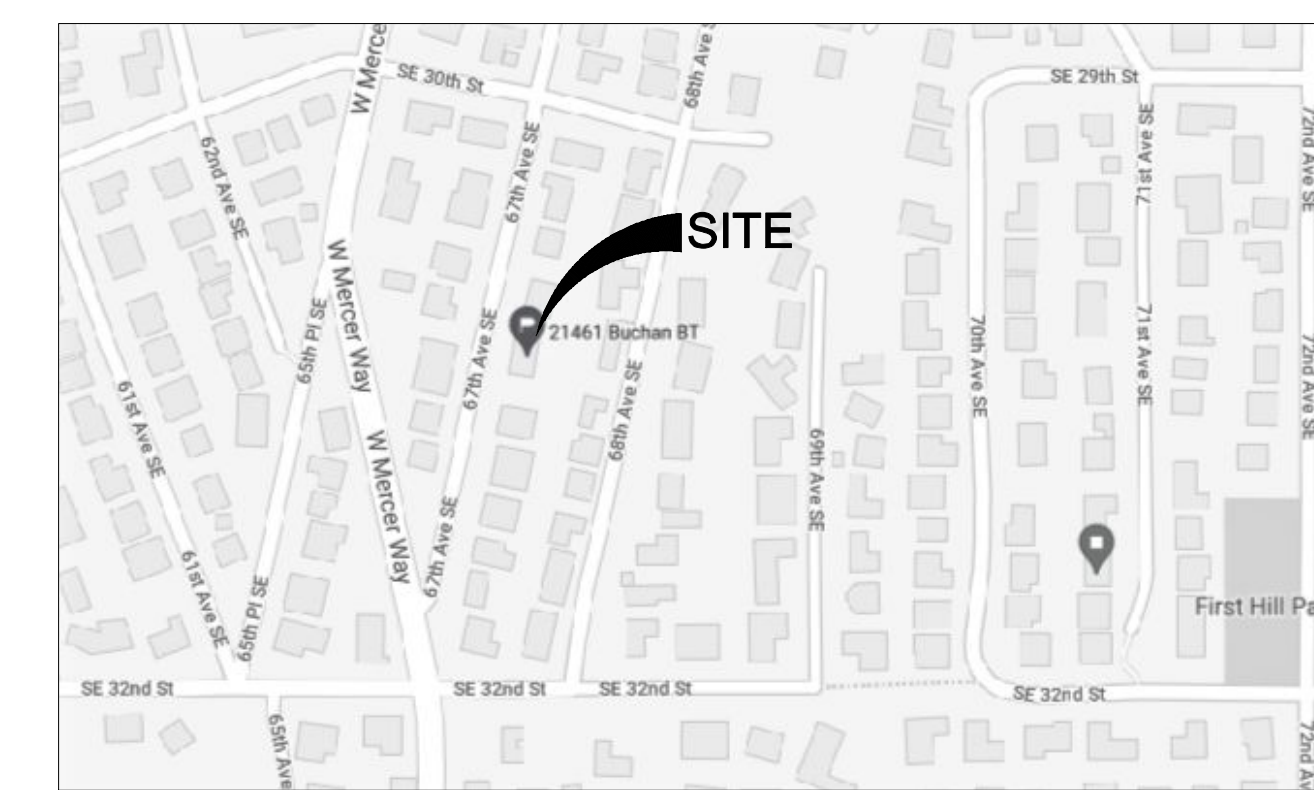 W Merce
SE 30th St
68th Ave S
SE 29th St
62nd Ave SE
67th Ave SE
71st Ave SE
72nd Ave SE
SITE
W Mercer Way
65th Pl SE
67th Ave SE
21461 Buchan BT
70th Ave SE
71st Ave SE
72nd Ave SE
61st Ave SE
68th Ave SE
W Mercer Way
69th Ave SE
67th Ave SE
61st Ave SE
65th Pl SE
First Hill Pa
SE 32nd St
SE 32nd St
SE 32nd St
SE 32nd St
65th Ave
72nd Av